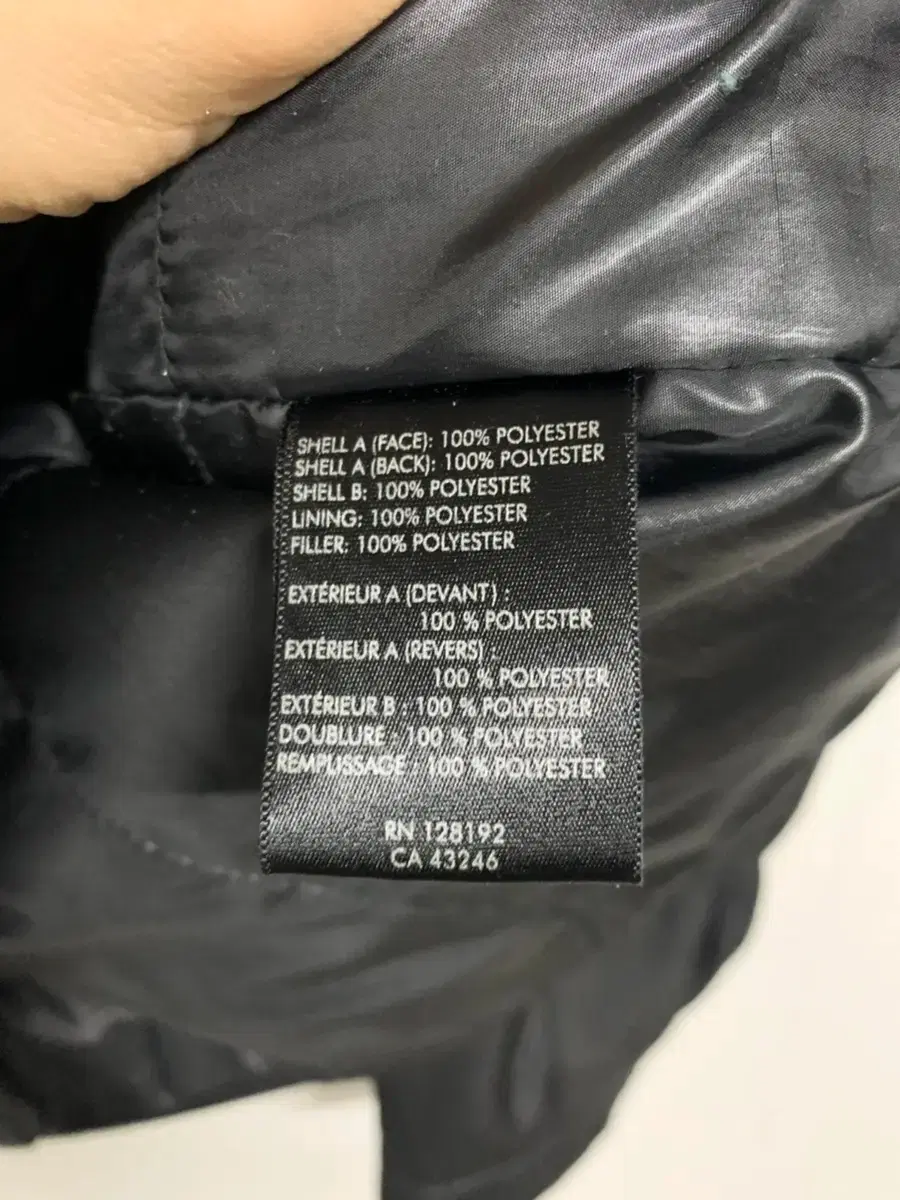 SHELL A (FACE): 100% POLYESTER
SHELL A (BACK): 100% POLYESTER
SHELL B: 100% POLYESTER
LINING: 100% POLYESTER
FILLER: 100% POLYESTER
EXTÉRIEUR A (DEVANT) :
100 % POLYESTER
EXTÉRIEUR A (REVERS) :
100 % POLYESTER
EXTÉRIEUR B : 100 % POLYESTER
DOUBLURE : 100 % POLYESTER
REMPLISSAGE : 100 % POLYESTER
RN 128192
CA 43246